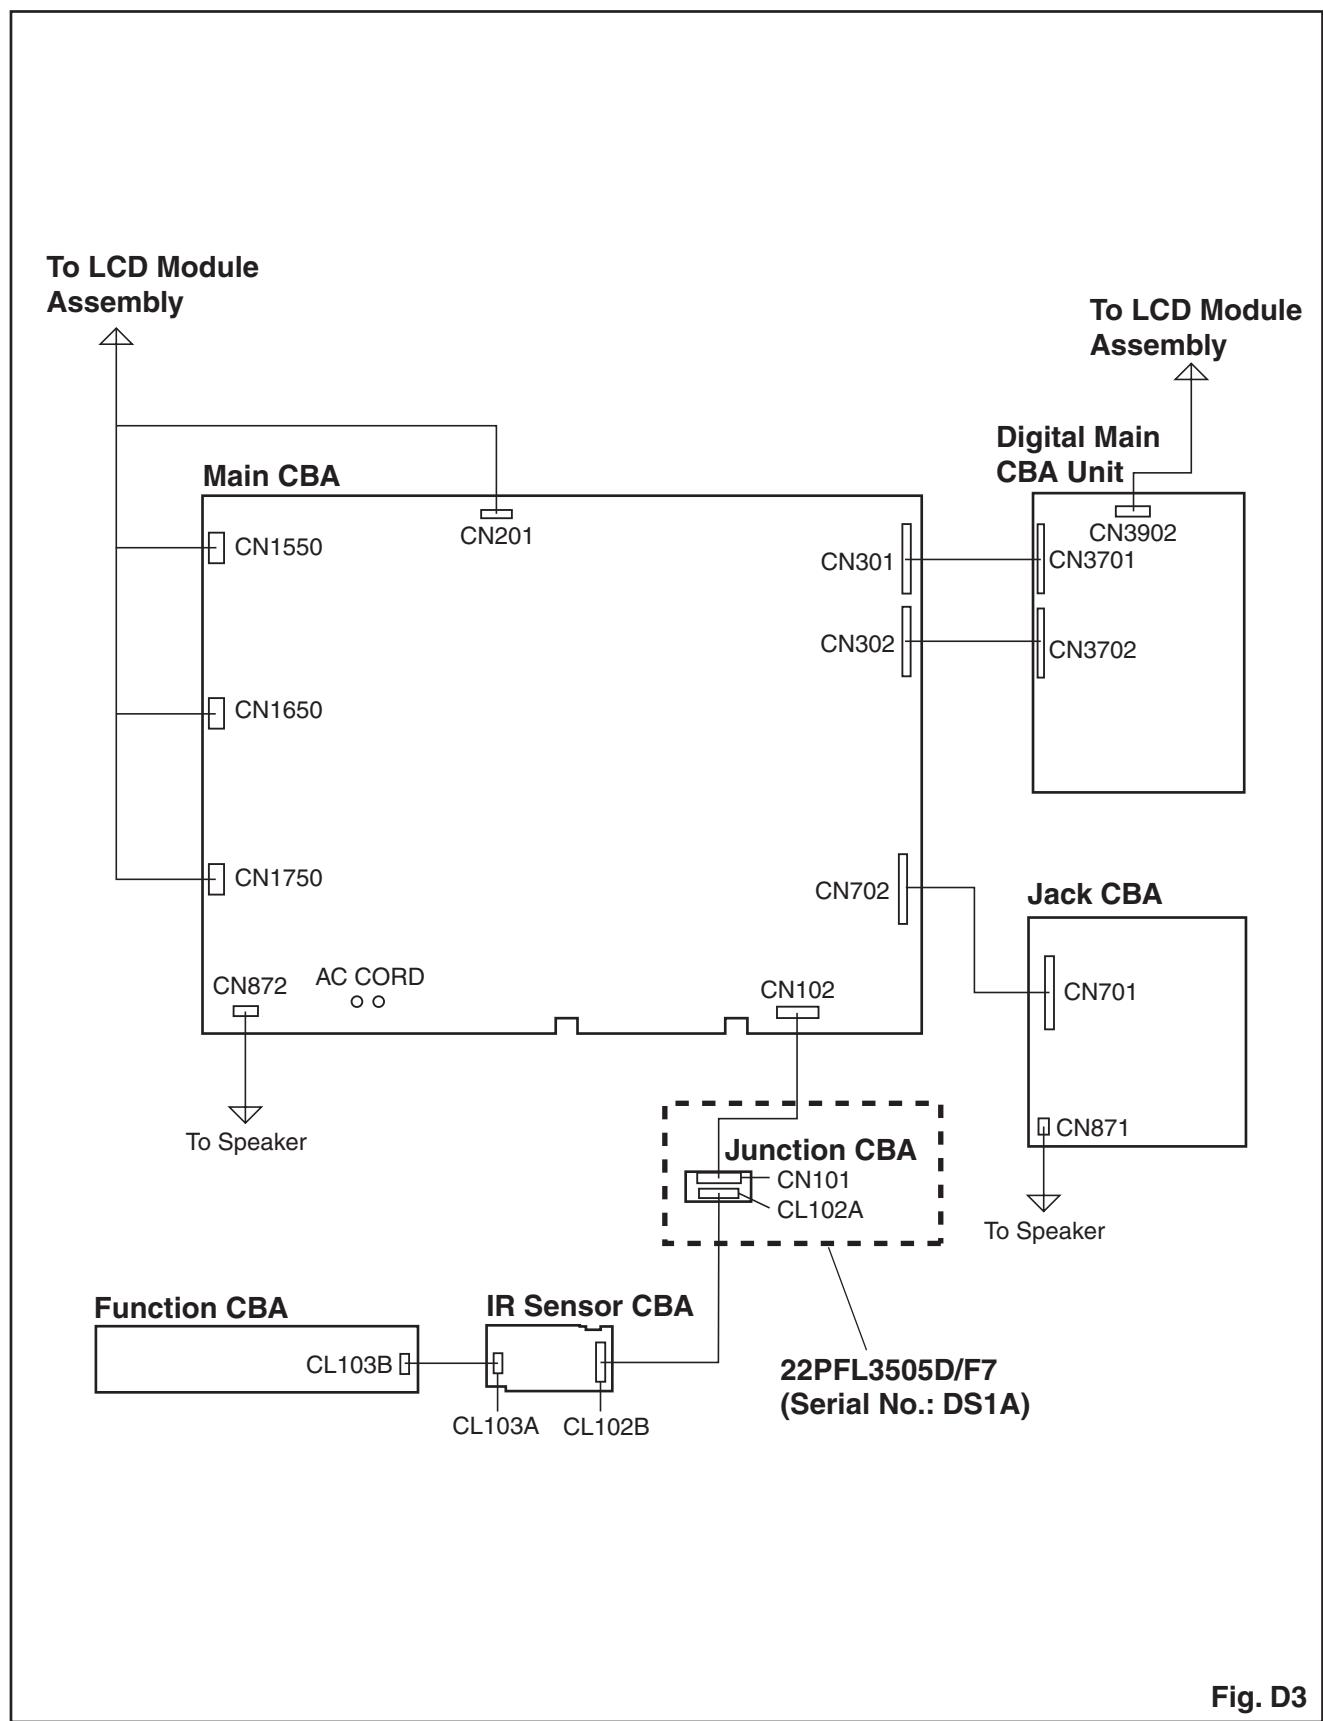 To LCD Module
Assembly
To LCD Module
Assembly
Digital Main
CBA Unit
Main CBA
CN201
CN3902
CN1550
CN301
CN3701
CN302
CN3702
CN1650
CN1750
CN702
Jack CBA
CN872
AC CORD
CN102
CN701
To Speaker
CN871
Junction CBA
CN101
CL102A
To Speaker
Function CBA
IR Sensor CBA
CL103B
CL103A
CL102B
22PFL3505D/F7
(Serial No.: DS1A)
Fig. D3